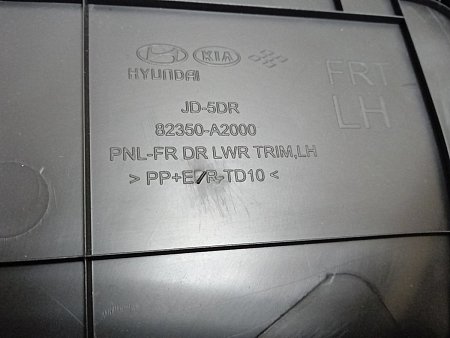 KIA
HYUNDAI
FRT
LH
JD-5DR
82350-A2000
PNL-FR DR LWR TRIM,LH
> PP+E/R-TD10 <